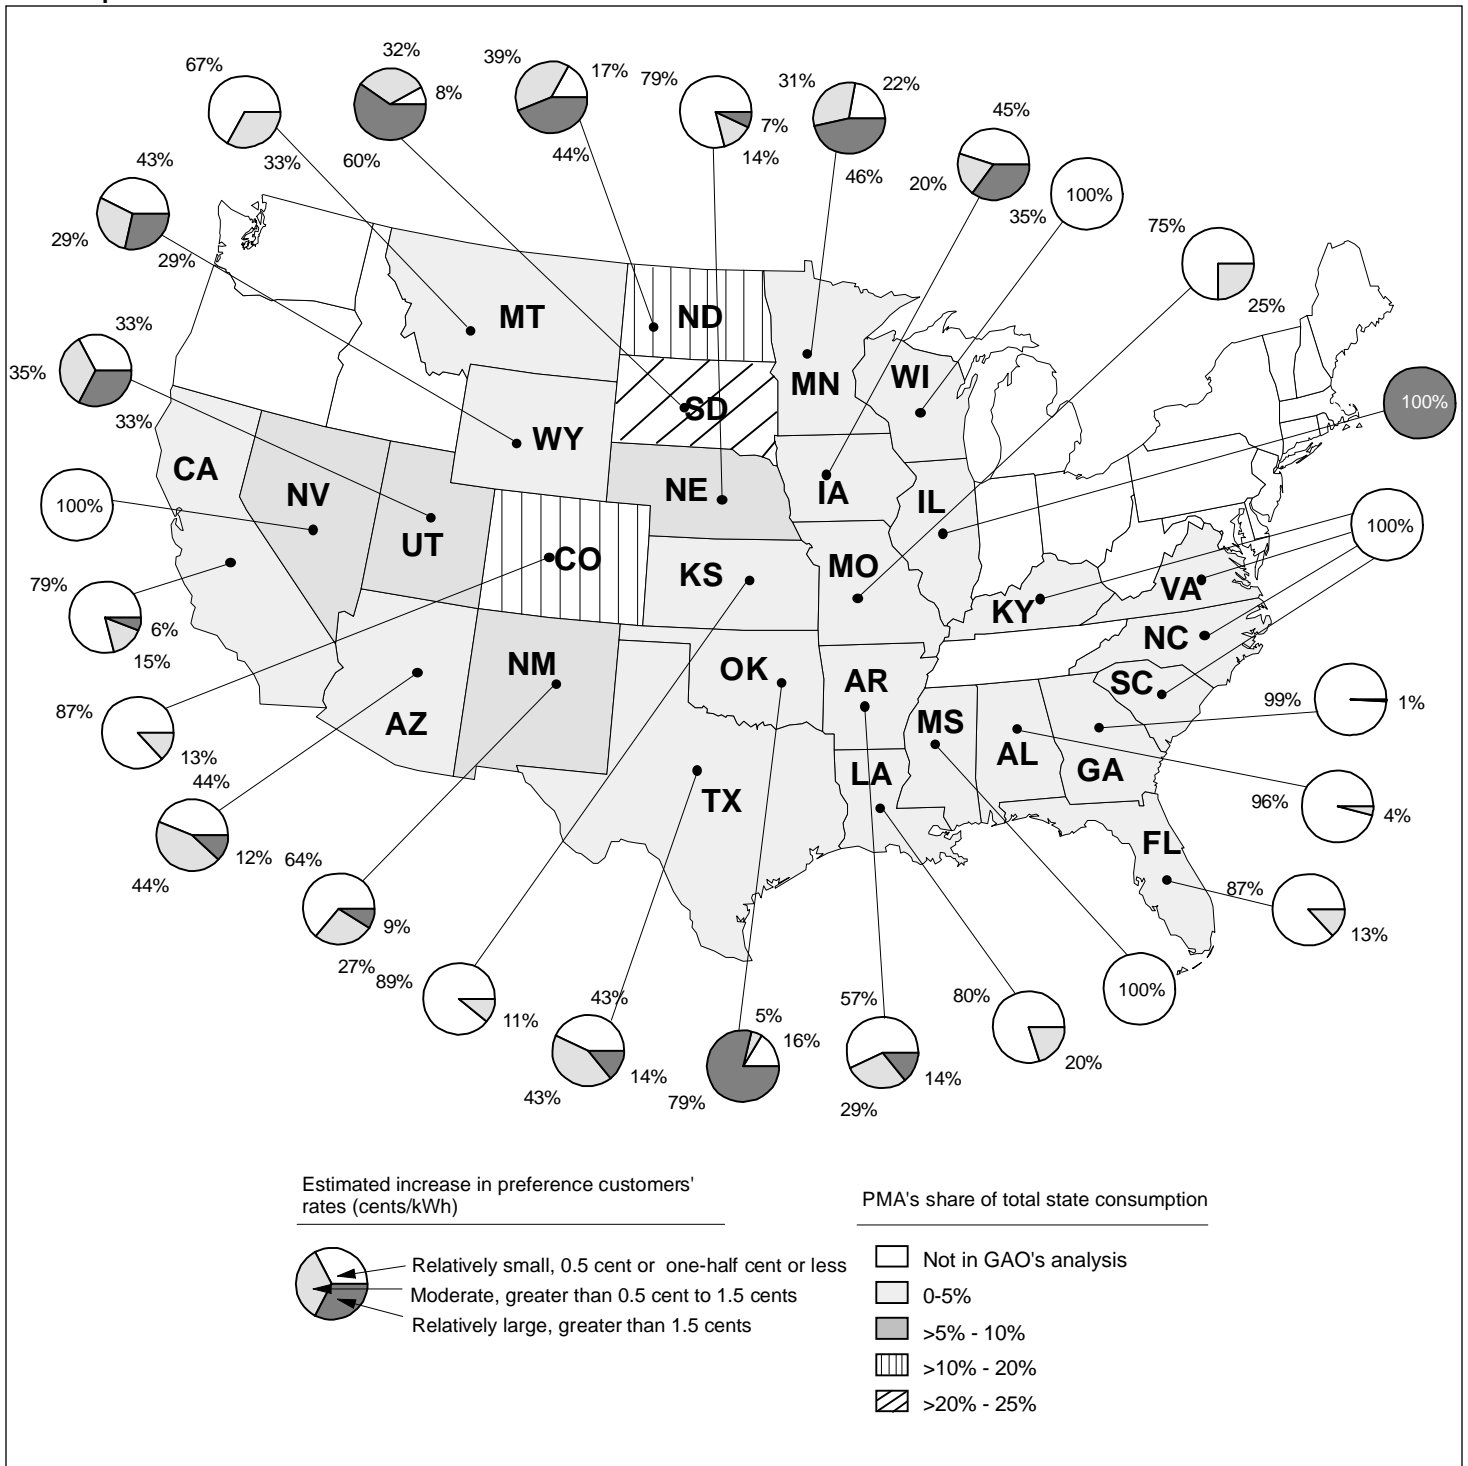 32%
39%
67%
17%
79%
31%
22%
8%
45%
7%
14%
33%
60%
44%
43%
46%
20%
35%
100%
75%
29%
29%
25%
MT
ND
33%
MN
WI
35%
SD
100%
33%
WY
CA
NV
NE
IA
IL
100%
100%
UT
CO
KS
MO
VA
79%
KY
NC
6%
15%
NM
OK
AR
SC
99%
1%
87%
AZ
MS
AL
GA
13%
LA
44%
TX
96%
4%
FL
12%
64%
44%
87%
9%
13%
27%
89%
100%
43%
57%
80%
11%
5%
16%
20%
14%
14%
43%
79%
29%
Estimated increase in preference customers'
rates (cents/kWh)
Relatively small, 0.5 cent or one-half cent or less
Moderate, greater than 0.5 cent to 1.5 cents
Relatively large, greater than 1.5 cents
PMA's share of total state consumption
Not in GAO's analysis
0-5%
>5% - 10%
>10% - 20%
>20% - 25%